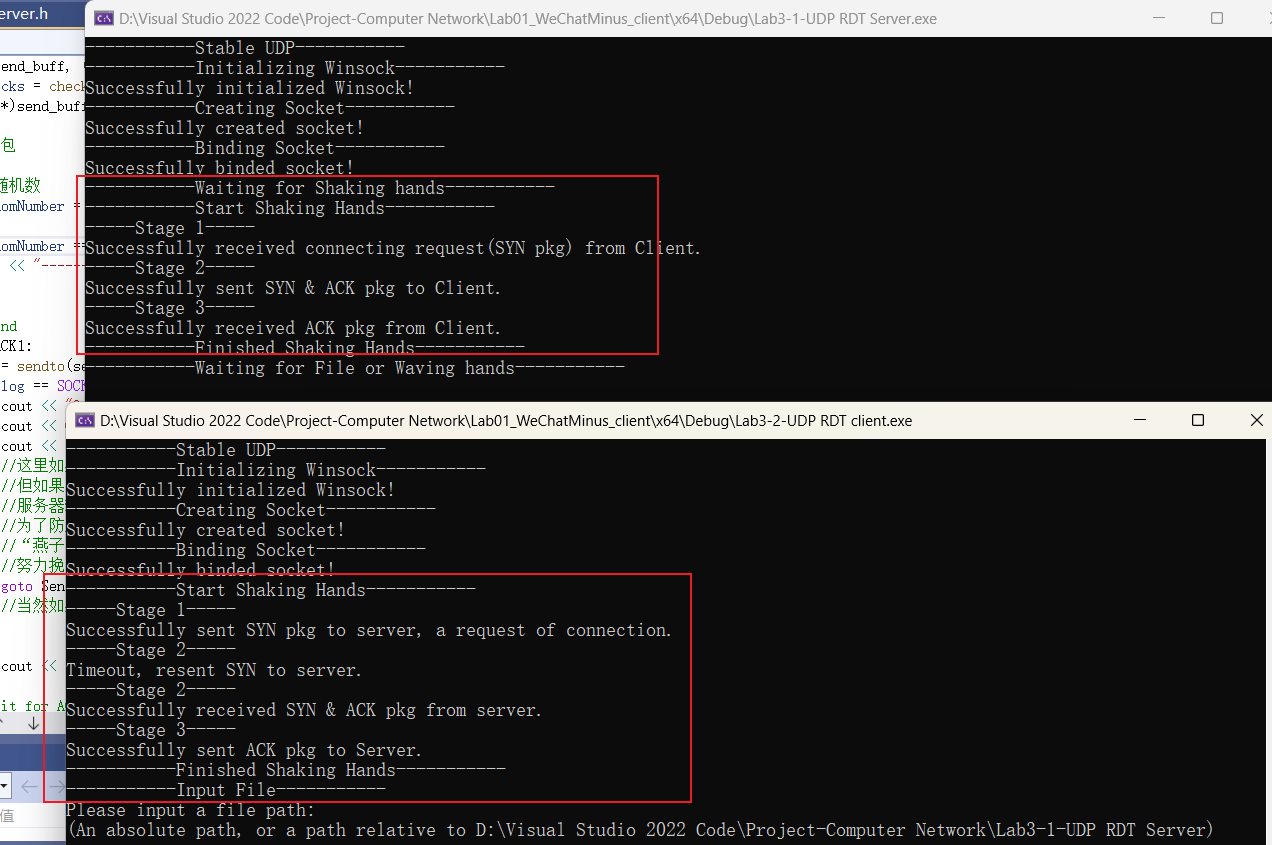 erver.h
D:\Visual Studio 2022 Code\Project-Computer Network\Lab01_WeChatMinus_client\x64\Debug\Lab3-1-UDP RDT Server.exe
-----------Stable UDP-----------
-----------Initializing Winsock-----------
Successfully initialized Winsock!
-----------Creating Socket-----------
Successfully created socket!
-----------Binding Socket-----------
Successfully binded socket!
-----------Waiting for Shaking hands-----------
-----------Start Shaking Hands-----------
-----Stage 1-----
Successfully received connecting request(SYN pkg) from Client.
-----Stage 2-----
Successfully sent SYN & ACK pkg to Client.
-----Stage 3-----
Successfully received ACK pkg from Client.
-----------Finished Shaking Hands-----------
-----------Waiting for File or Waving hands-----------
end_buff,
cks = check
*)send_buff
包
随机数
omNumber =
omNumber ==
<< "------
nd
ACK1:
= sendto(se
log == SOCK
cout <<
cout <<
cout <<
//这里如
//但如果
//服务器
//为了防
//“燕子
//努力挽
goto Sen
//当然如
cout <<
it for A
值
D:\Visual Studio 2022 Code\Project-Computer Network\Lab01_WeChatMinus_client\x64\Debug\Lab3-2-UDP RDT client.exe
-----------Stable UDP-----------
-----------Initializing Winsock-----------
Successfully initialized Winsock!
-----------Creating Socket-----------
Successfully created socket!
-----------Binding Socket-----------
Successfully binded socket!
-----------Start Shaking Hands-----------
-----Stage 1-----
Successfully sent SYN pkg to server, a request of connection.
-----Stage 2-----
Timeout, resent SYN to server.
-----Stage 2-----
Successfully received SYN & ACK pkg from server.
-----Stage 3-----
Successfully sent ACK pkg to Server.
-----------Finished Shaking Hands-----------
-----------Input File-----------
Please input a file path:
(An absolute path, or a path relative to D:\Visual Studio 2022 Code\Project-Computer Network\Lab3-1-UDP RDT Server)